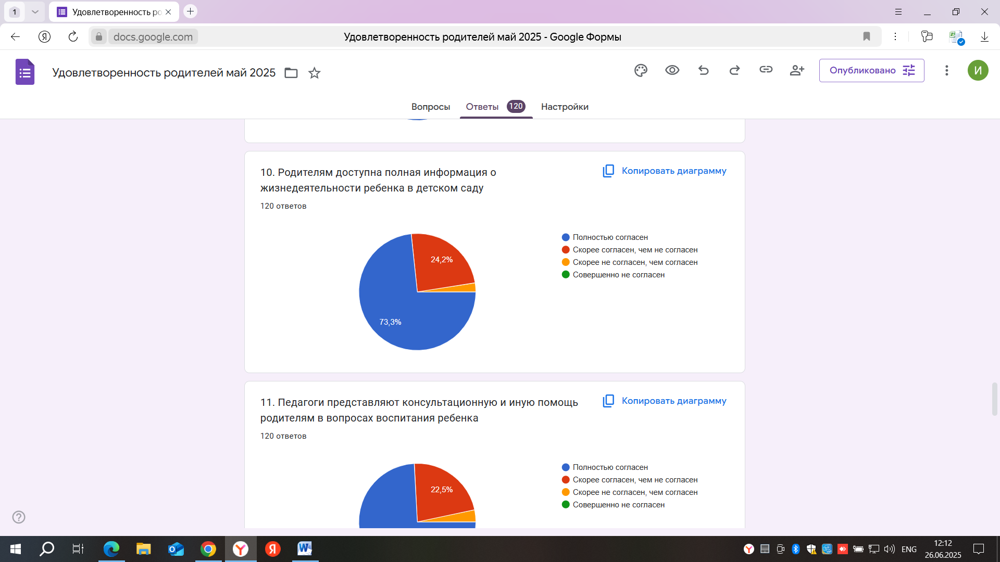 1
Удовлетворенность ро
docs.google.com
Удовлетворенность родителей май 2025 - Google Формы
Удовлетворенность родителей май 2025
Опубликовано
И
Вопросы
Ответы 120
Настройки
10. Родителям доступна полная информация о
жизнедеятельности ребенка в детском саду
Копировать диаграмму
120 ответов
24,2%
73,3%
Полностью согласен
Скорее согласен, чем не согласен
Скорее не согласен, чем согласен
Совершенно не согласен
11. Педагоги представляют консультационную и иную помощь
родителям в вопросах воспитания ребенка
Копировать диаграмму
120 ответов
22,5%
Полностью согласен
Скорее согласен, чем не согласен
Скорее не согласен, чем согласен
Совершенно не согласен
ENG
12:12
26.06.2025